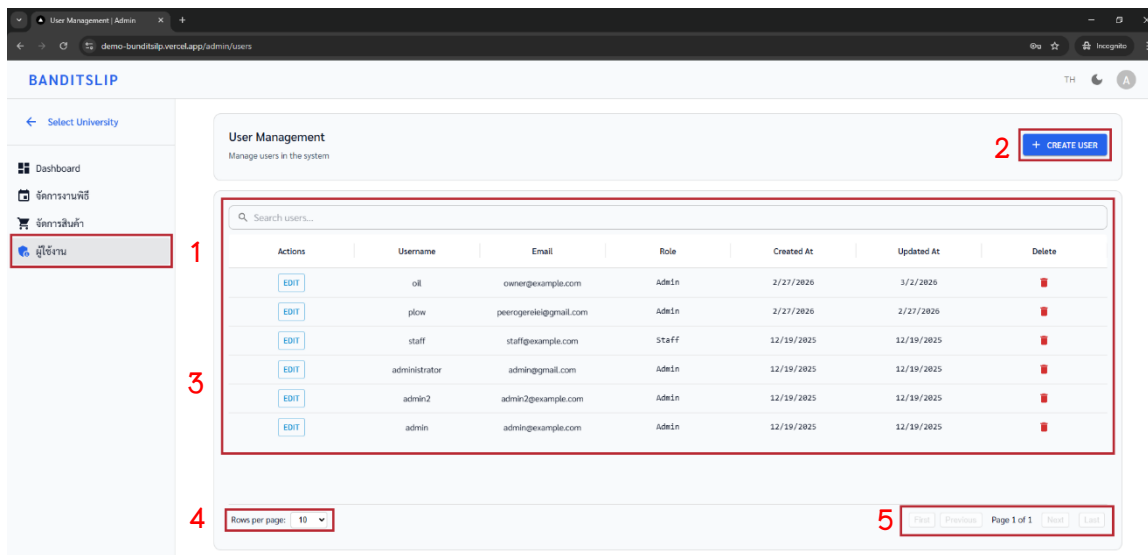 User Management | Admin
demo-bunditsilp.vercel.app/admin/users
Incognito
BANDITSLIP
TH
A
Select University
Dashboard
จัดการงานพิธี
จัดการสินค้า
ผู้ใช้งาน
1
User Management
Manage users in the system
2
+ CREATE USER
Search users...
Actions Username Email Role Created At Updated At Delete
EDIT oil owner@example.com Admin 2/27/2026 3/2/2026
EDIT plow peerogereiei@gmail.com Admin 2/27/2026 2/27/2026
EDIT staff staff@example.com Staff 12/19/2025 12/19/2025
EDIT administrator admin@gmail.com Admin 12/19/2025 12/19/2025
3
EDIT admin2 admin2@example.com Admin 12/19/2025 12/19/2025
EDIT admin admin@example.com Admin 12/19/2025 12/19/2025
4
Rows per page: 10
5
First Previous Page 1 of 1 Next Last